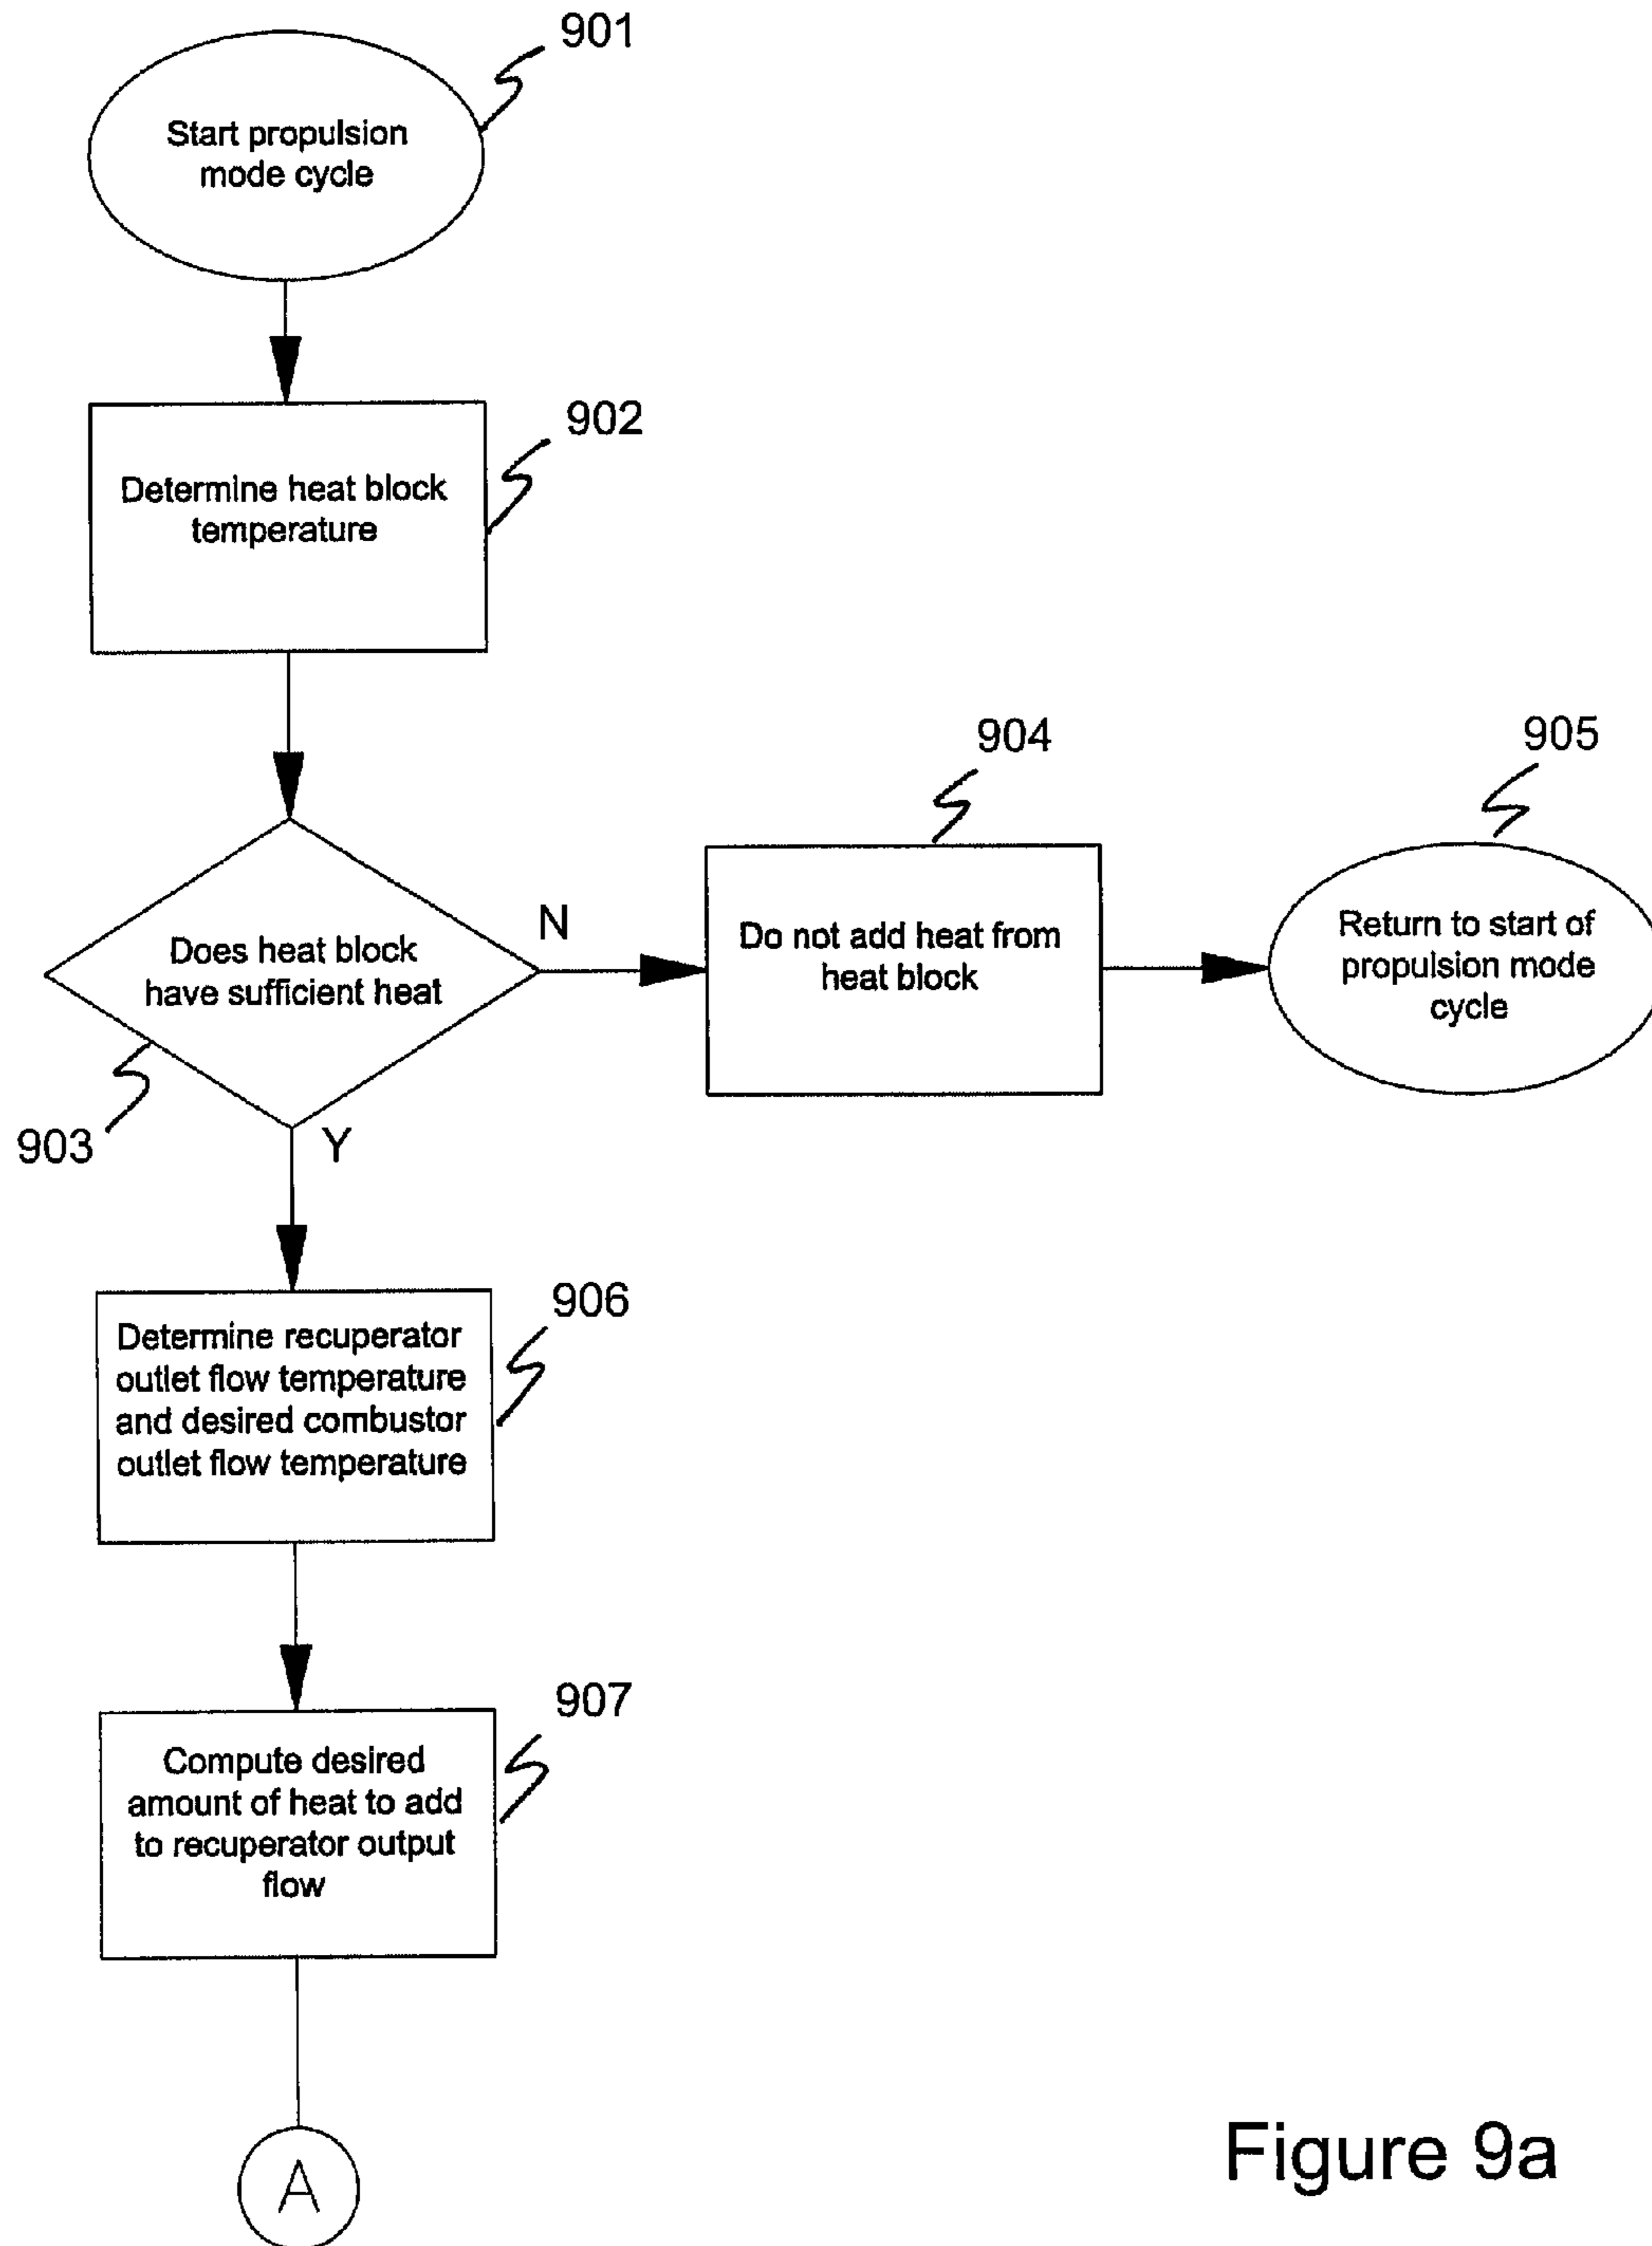 901
Start propulsion
mode cycle
902
Determine heat block
temperature
904
905
N
Does heat block
have sufficient heat
Do not add heat from
heat block
Return to start of
propulsion mode
cycle
903
Y
906
Determine recuperator
outlet flow temperature
and desired combustor
outlet flow temperature
907
Compute desired
amount of heat to add
to recuperator output
flow
A
Figure 9a